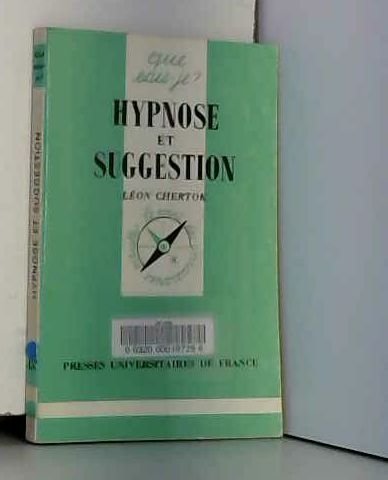 que
sais-je?
HYPNOSE
ET
SUGGESTION
LÉON CHERTOK
PRESSES UNIVERSITAIRES DE FRANCE
HYPNOSE ET SUGGESTION